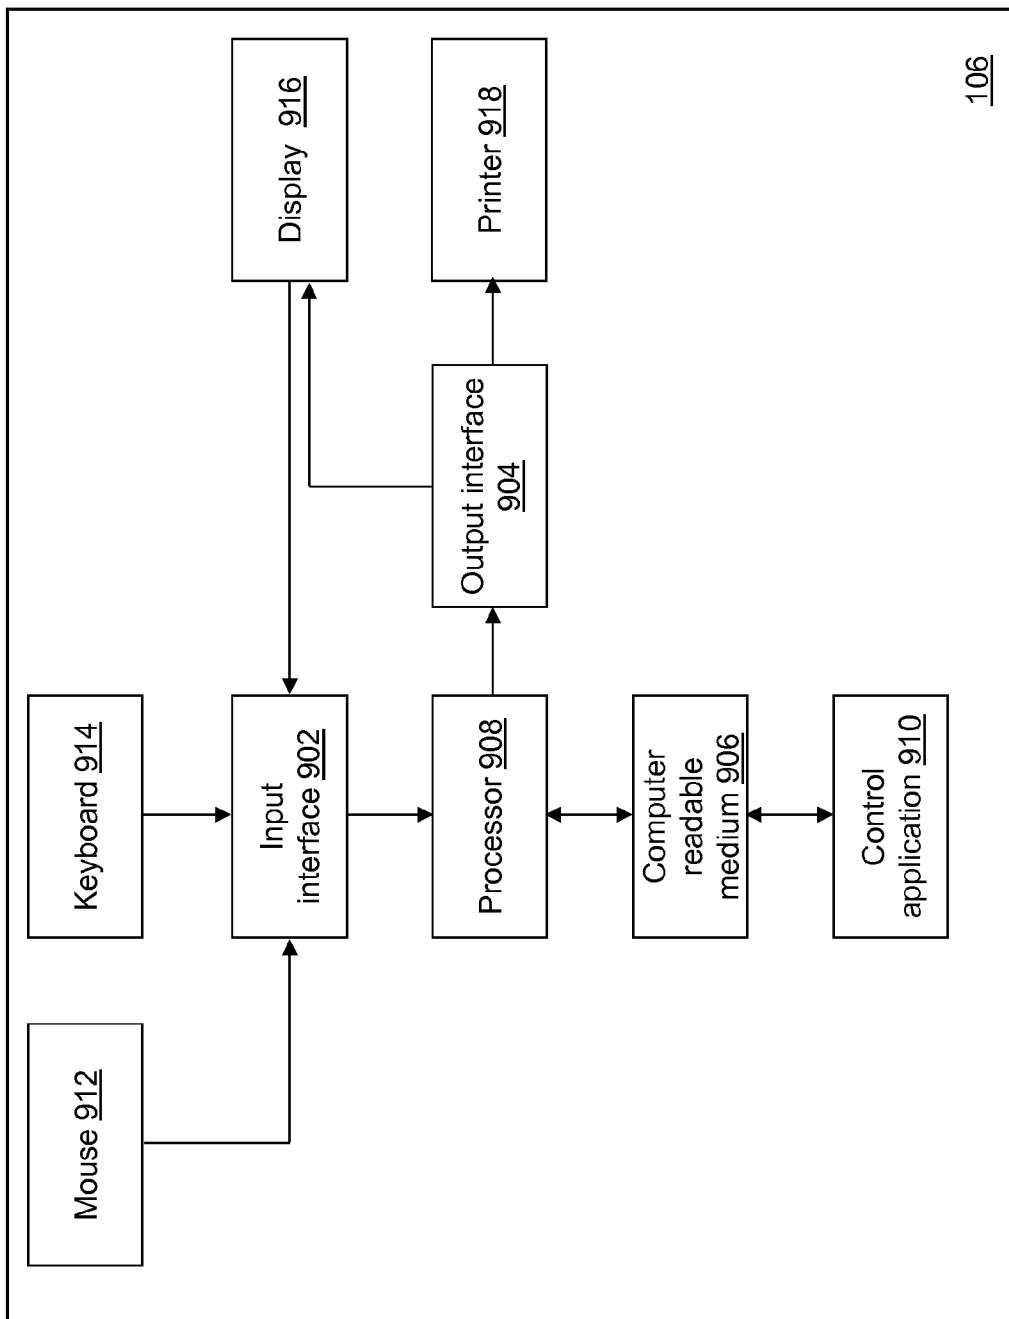 Mouse 912
Keyboard 914
Display 916
Input
interface 902
Processor 908
Output interface
904
Printer 918
Computer
readable
medium 906
Control
application 910
106